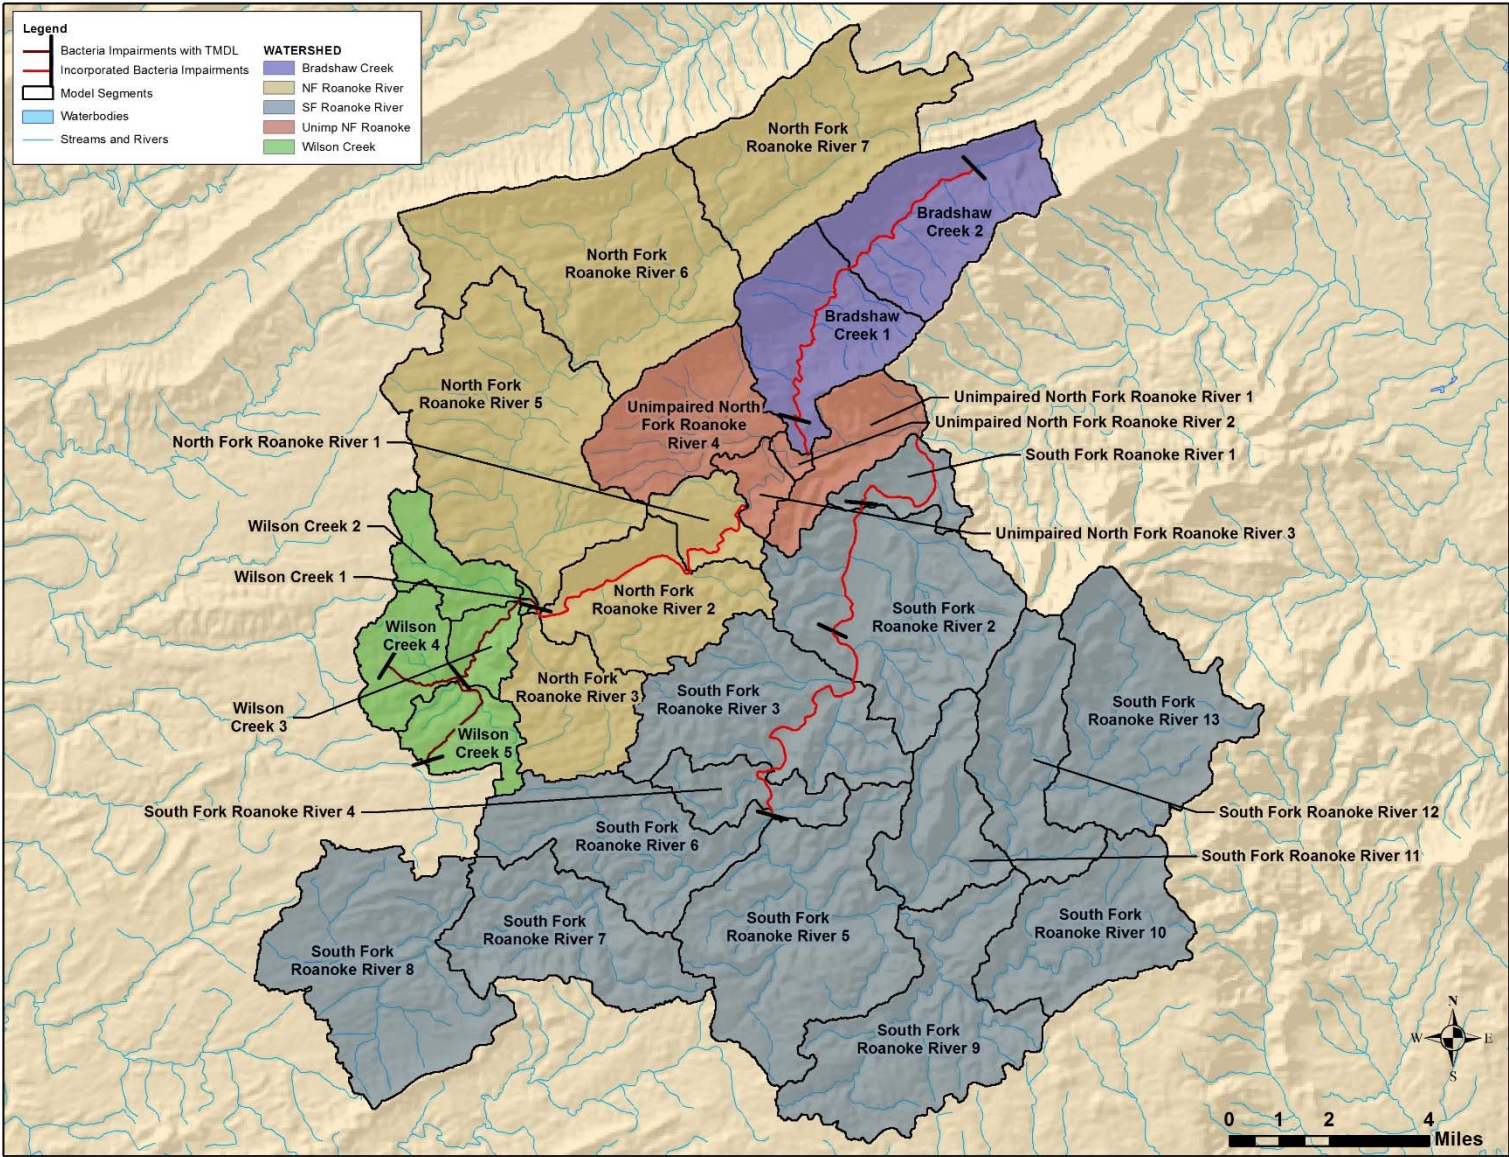 Legend
Bacteria Impairments with TMDL
Incorporated Bacteria Impairments
Model Segments
Waterbodies
Streams and Rivers
WATERSHED
Bradshaw Creek
NF Roanoke River
SF Roanoke River
Unimp NF Roanoke
Wilson Creek
North Fork
Roanoke River 7
Bradshaw
Creek 2
North Fork
Roanoke River 6
Bradshaw
Creek 1
North Fork
Roanoke River 5
Unimpaired North
Fork Roanoke
River 4
Unimpaired North Fork Roanoke River 1
Unimpaired North Fork Roanoke River 2
North Fork Roanoke River 1
South Fork Roanoke River 1
Wilson Creek 2
Unimpaired North Fork Roanoke River 3
Wilson Creek 1
North Fork
Roanoke River 2
South Fork
Roanoke River 2
Wilson
Creek 4
North Fork
Roanoke River 3
South Fork
Roanoke River 3
South Fork
Roanoke River 13
Wilson
Creek 3
Wilson
Creek 5
South Fork Roanoke River 4
South Fork Roanoke River 12
South Fork
Roanoke River 6
South Fork Roanoke River 11
South Fork
Roanoke River 7
South Fork
Roanoke River 5
South Fork
Roanoke River 10
South Fork
Roanoke River 8
South Fork
Roanoke River 9
N
W E
S
0 1 2 4
Miles